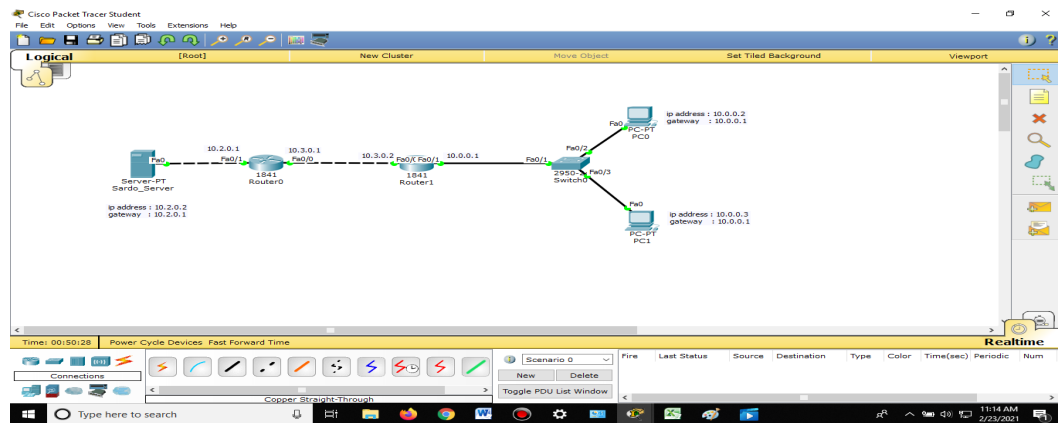 Cisco Packet Tracer Student
File Edit Options View Tools Extensions Help
Logical [Root] New Cluster Move Object Set Tiled Background Viewport
ip address : 10.0.0.2
gateway : 10.0.0.1
Fa0
PC-PT
PC0
10.2.0.1 10.3.0.1
Fa0 Fa0/1 Fa0/0
Server-PT
Sardo_Server
1841
Router0
10.3.0.2 Fa0/ Fa0/1 10.0.0.1
1841
Router1
Fa0/2
Fa0/1
Fa0/3
2950-
Switch0
ip address : 10.2.0.2
gateway : 10.2.0.1
Fa0
PC-PT
PC1
ip address : 10.0.0.3
gateway : 10.0.0.1
Time: 00:50:28 Power Cycle Devices Fast Forward Time Realtime
Connections
Copper Straight-Through
Scenario 0
New Delete
Toggle PDU List Window
Fire Last Status Source Destination Type Color Time(sec) Periodic Num
Type here to search
11:14 AM
2/23/2021